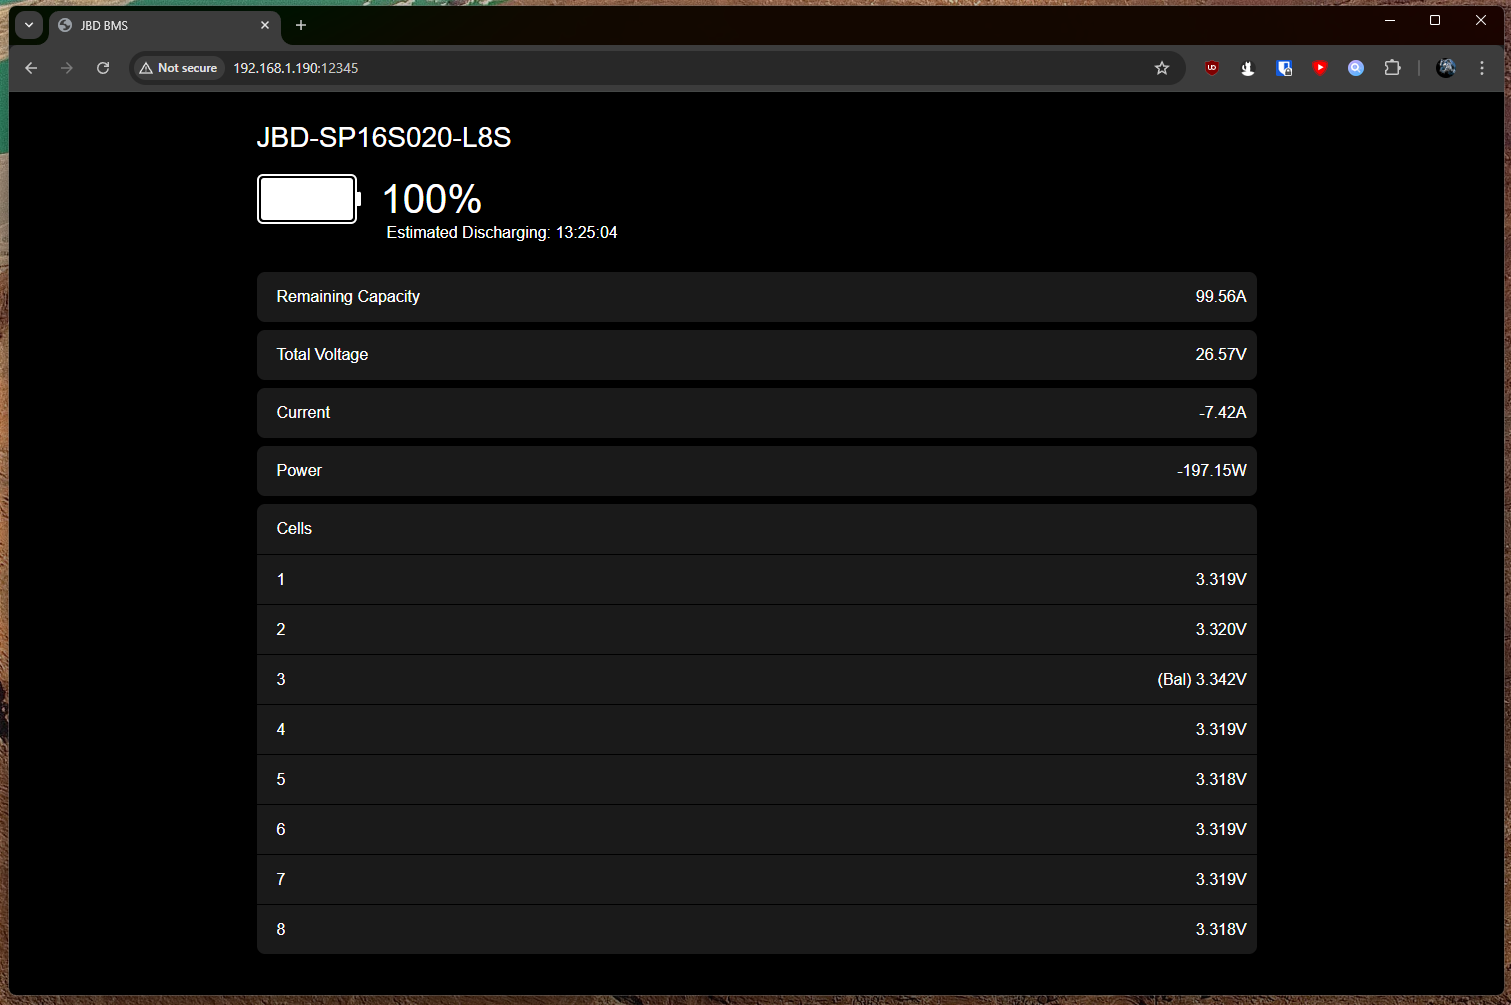 JBD BMS
Not secure 192.168.1.190:12345
JBD-SP16S020-L8S
100%
Estimated Discharging: 13:25:04
Remaining Capacity 99.56A
Total Voltage 26.57V
Current -7.42A
Power -197.15W
Cells
1 3.319V
2 3.320V
3 (Bal) 3.342V
4 3.319V
5 3.318V
6 3.319V
7 3.319V
8 3.318V